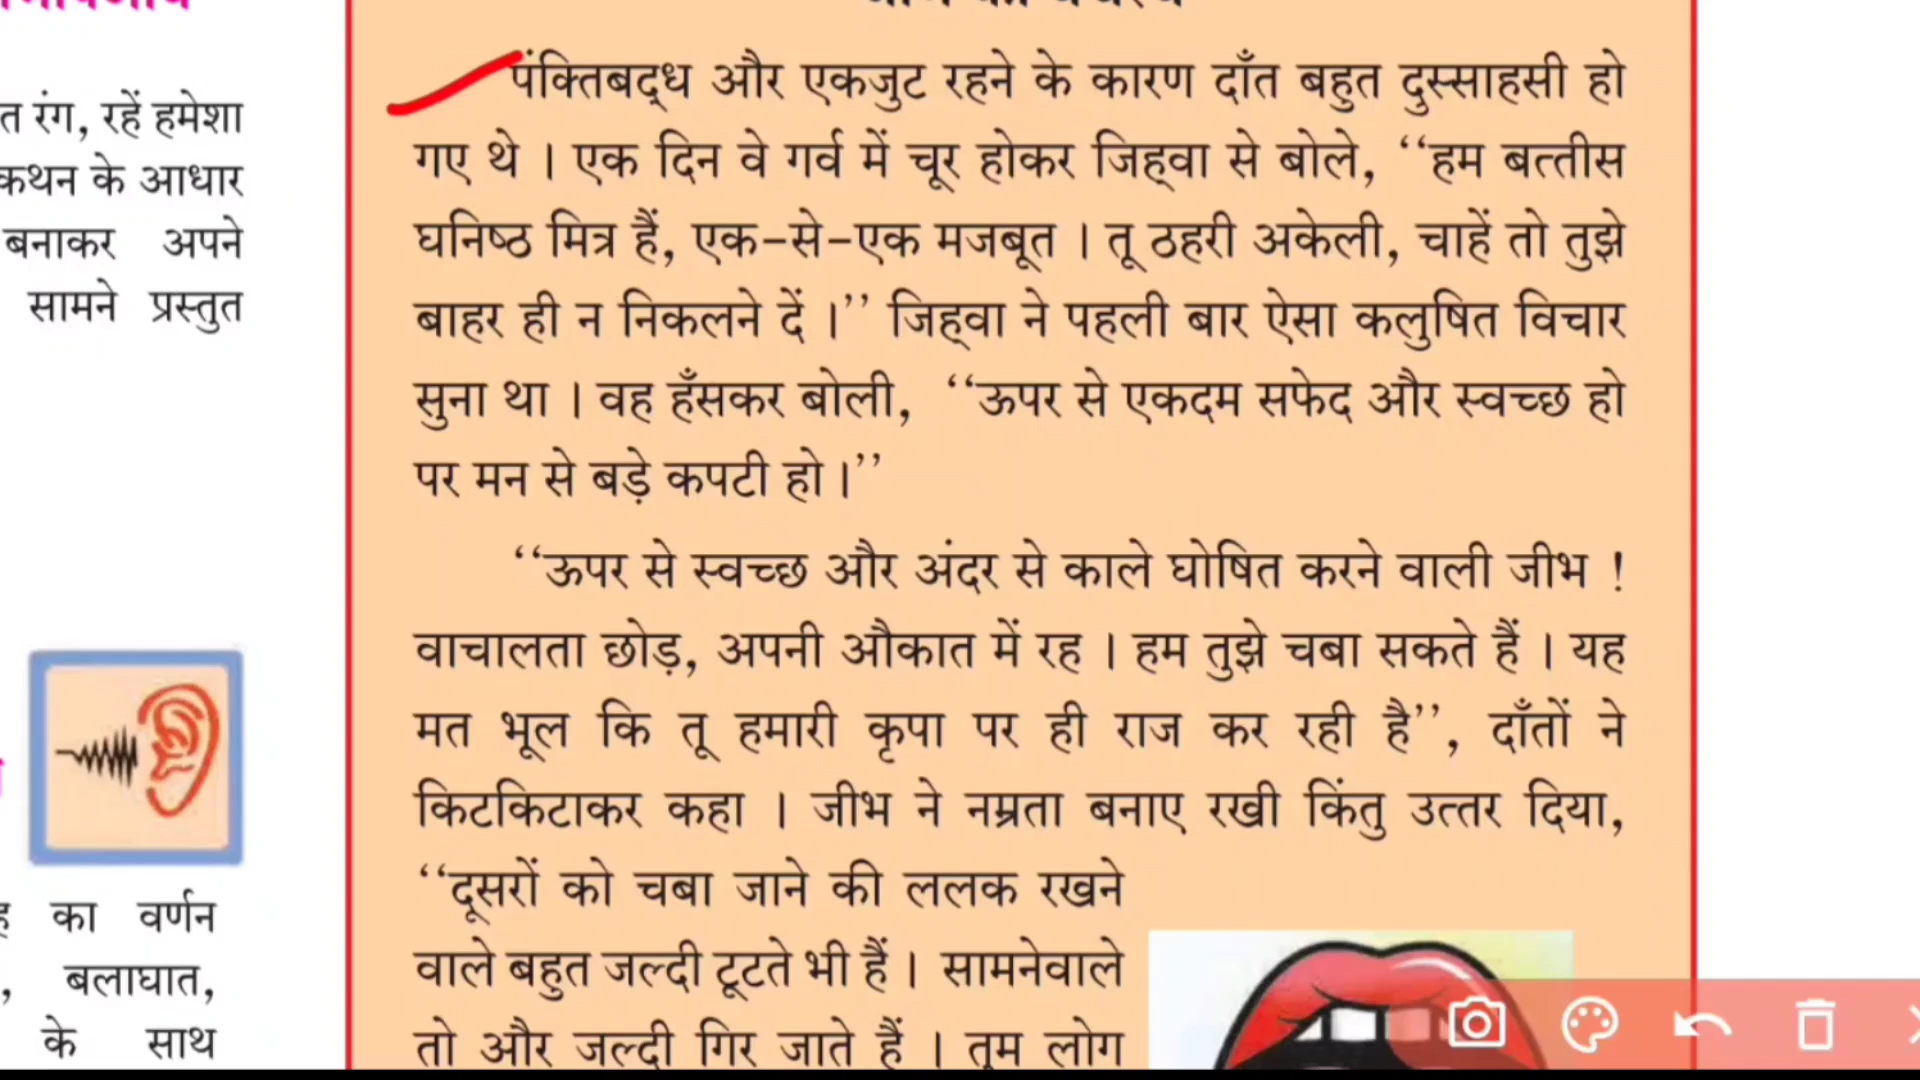 त रंग, रहें हमेशा
कथन के आधार
बनाकर अपने
सामने प्रस्तुत
का वर्णन
, बलाघात,
के साथ
पंक्तिबद्ध और एकजुट रहने के कारण दाँत बहुत दुस्साहसी हो
गए थे । एक दिन वे गर्व में चूर होकर जिह्वा से बोले, ‘‘हम बत्तीस
घनिष्ठ मित्र हैं, एक-से-एक मजबूत । तू ठहरी अकेली, चाहें तो तुझे
बाहर ही न निकलने दें ।’’ जिह्वा ने पहली बार ऐसा कलुषित विचार
सुना था । वह हँसकर बोली, ‘‘ऊपर से एकदम सफेद और स्वच्छ हो
पर मन से बड़े कपटी हो ।’’
‘‘ऊपर से स्वच्छ और अंदर से काले घोषित करने वाली जीभ !
वाचालता छोड़, अपनी औकात में रह । हम तुझे चबा सकते हैं । यह
मत भूल कि तू हमारी कृपा पर ही राज कर रही है’’, दाँतों ने
किटकिटाकर कहा । जीभ ने नम्रता बनाए रखी किंतु उत्तर दिया,
‘‘दूसरों को चबा जाने की ललक रखने
वाले बहुत जल्दी टूटते भी हैं । सामनेवाले
तो और जल्दी गिर जाते हैं । तुम लोग